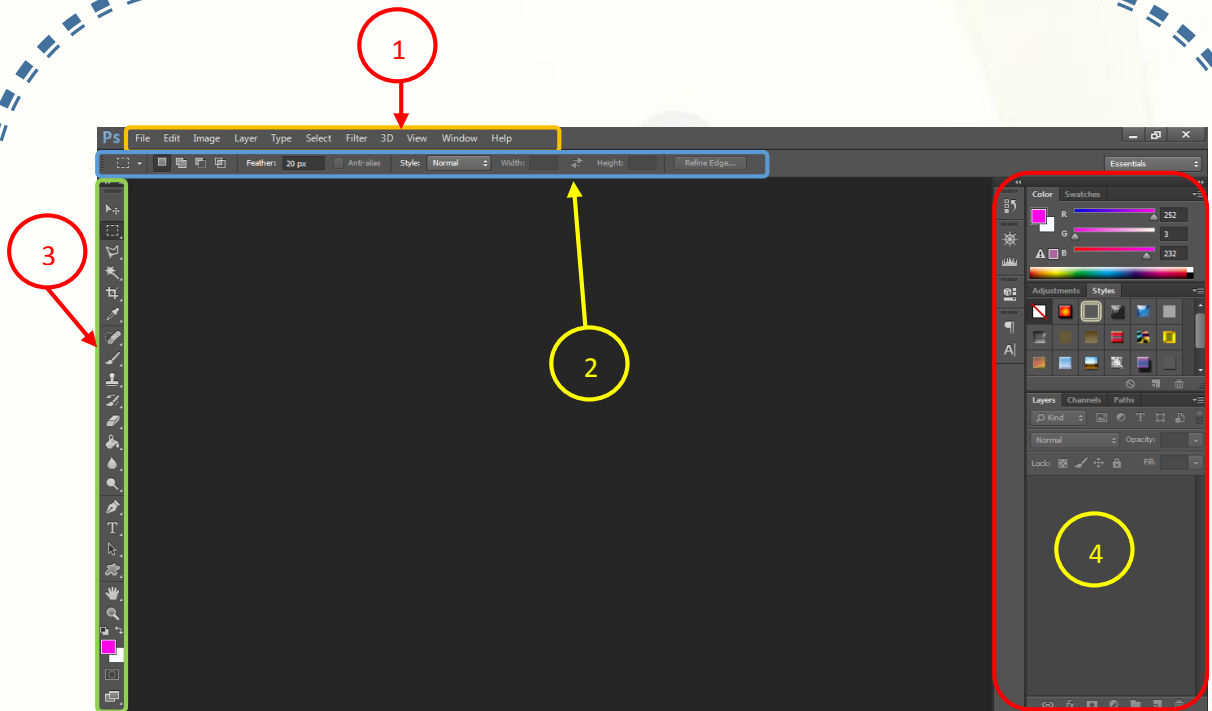 1
Ps File Edit Image Layer Type Select Filter 3D View Window Help
Feather: 20 px Anti-alias Style: Normal Width: Height: Refine Edge... Essentials
Color Swatches
R 252
G 3
B 232
3
Adjustments Styles
A
2
Layers Channels Paths
Kind T
Normal Opacity:
Lock: Fill:
T
4
fx